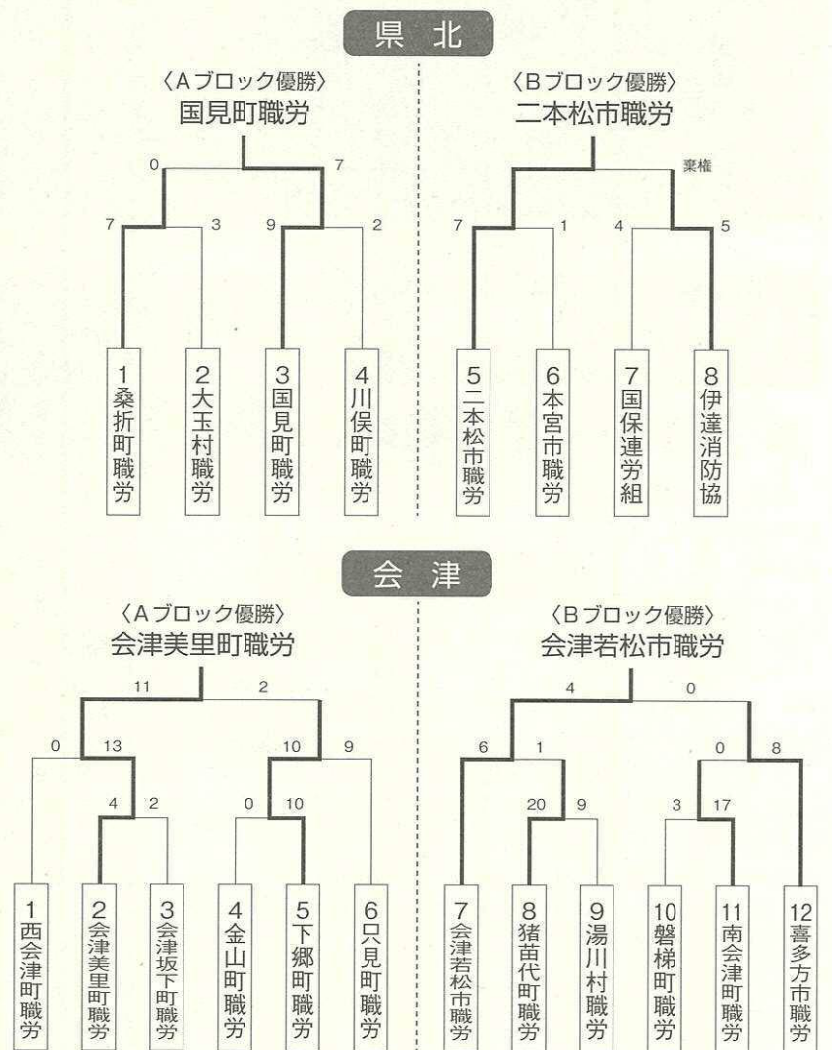 県北
〈Aブロック優勝〉
国見町職労
0 7
7 3 9 2
1 桑折町職労
2 大玉村職労
3 国見町職労
4 川俣町職労
〈Bブロック優勝〉
二本松市職労
棄権
7 1 4 5
5 二本松市職労
6 本宮市職労
7 国保連労組
8 伊達消防協
会津
〈Aブロック優勝〉
会津美里町職労
11 2
0 13 10 9
4 2 0 10
1 西会津町職労
2 会津美里町職労
3 会津坂下町職労
4 金山町職労
5 下郷町職労
6 只見町職労
〈Bブロック優勝〉
会津若松市職労
4 0
6 1 0 8
20 9 3 17
7 会津若松市職労
8 猪苗代町職労
9 湯川村職労
10 磐梯町職労
11 南会津町職労
12 喜多方市職労